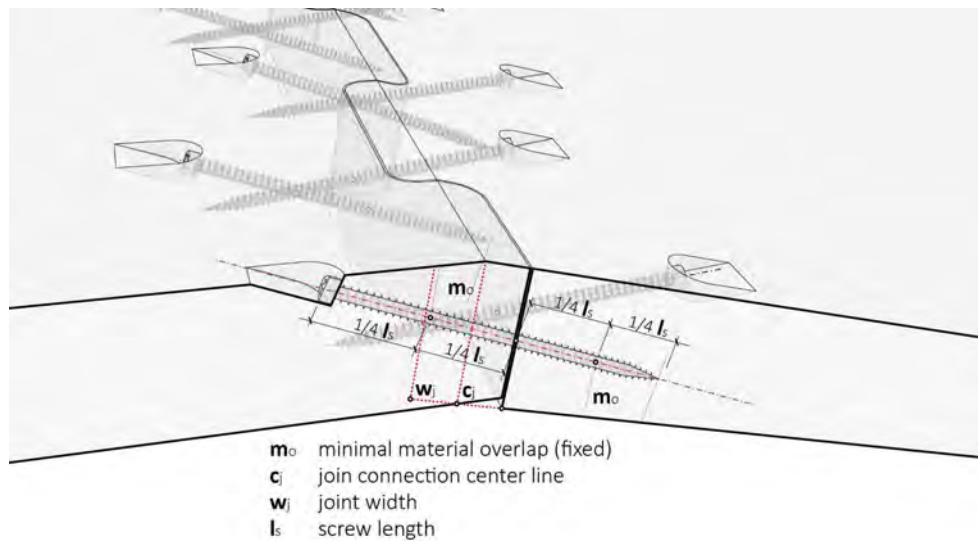 mo
1/4 ls
1/4 ls
1/4 ls
1/4 ls
wj
cj
mo
mo minimal material overlap (fixed)
cj join connection center line
wj joint width
ls screw length